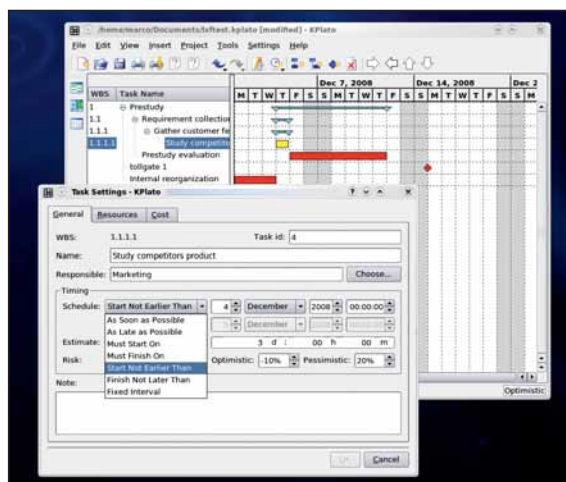 /home/marco/Documents/lxftest.kplato [modified] - KPlato
File Edit View Insert Project Tools Settings Help
Dec 7, 2008 Dec 14, 2008 Dec 2
WBS Task Name M T W T F S S M T W T F S S M T W T F S S M
1 Prestudy
1.1 Requirement collection
1.1.1 Gather customer fe
1.1.1.1 Study competito
Prestudy evaluation
tollgate 1
Internal reorganization
Task Settings - KPlato
General Resources Cost
WBS: 1.1.1.1 Task id: 4
Name: Study competitors product
Responsible: Marketing Choose...
Timing
Schedule: Start Not Earlier Than 4 December 2008 00:00:00
As Soon as Possible
December
As Late as Possible
Must Start On
Estimate: 3 d : 00 h 00 m
Must Finish On
Risk: Start Not Earlier Than Optimistic: -10% Pessimistic: 20%
Note: Finish Not Later Than
Fixed Interval
Cancel
Optimistic